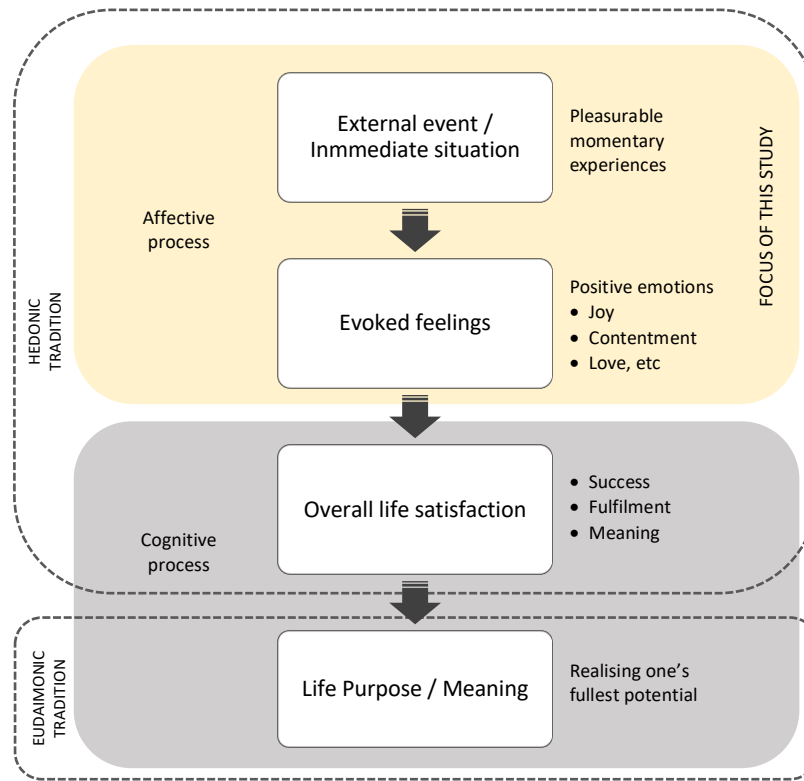 External event /
Inmmediate situation
Pleasurable
momentary
experiences
FOCUS OF THIS STUDY
Affective
process
HEDONIC
TRADITION
Evoked feelings
Positive emotions
• Joy
• Contentment
• Love, etc
Overall life satisfaction
• Success
• Fulfilment
• Meaning
Cognitive
process
EUDAIMONIC
TRADITION
Life Purpose / Meaning
Realising one’s
fullest potential